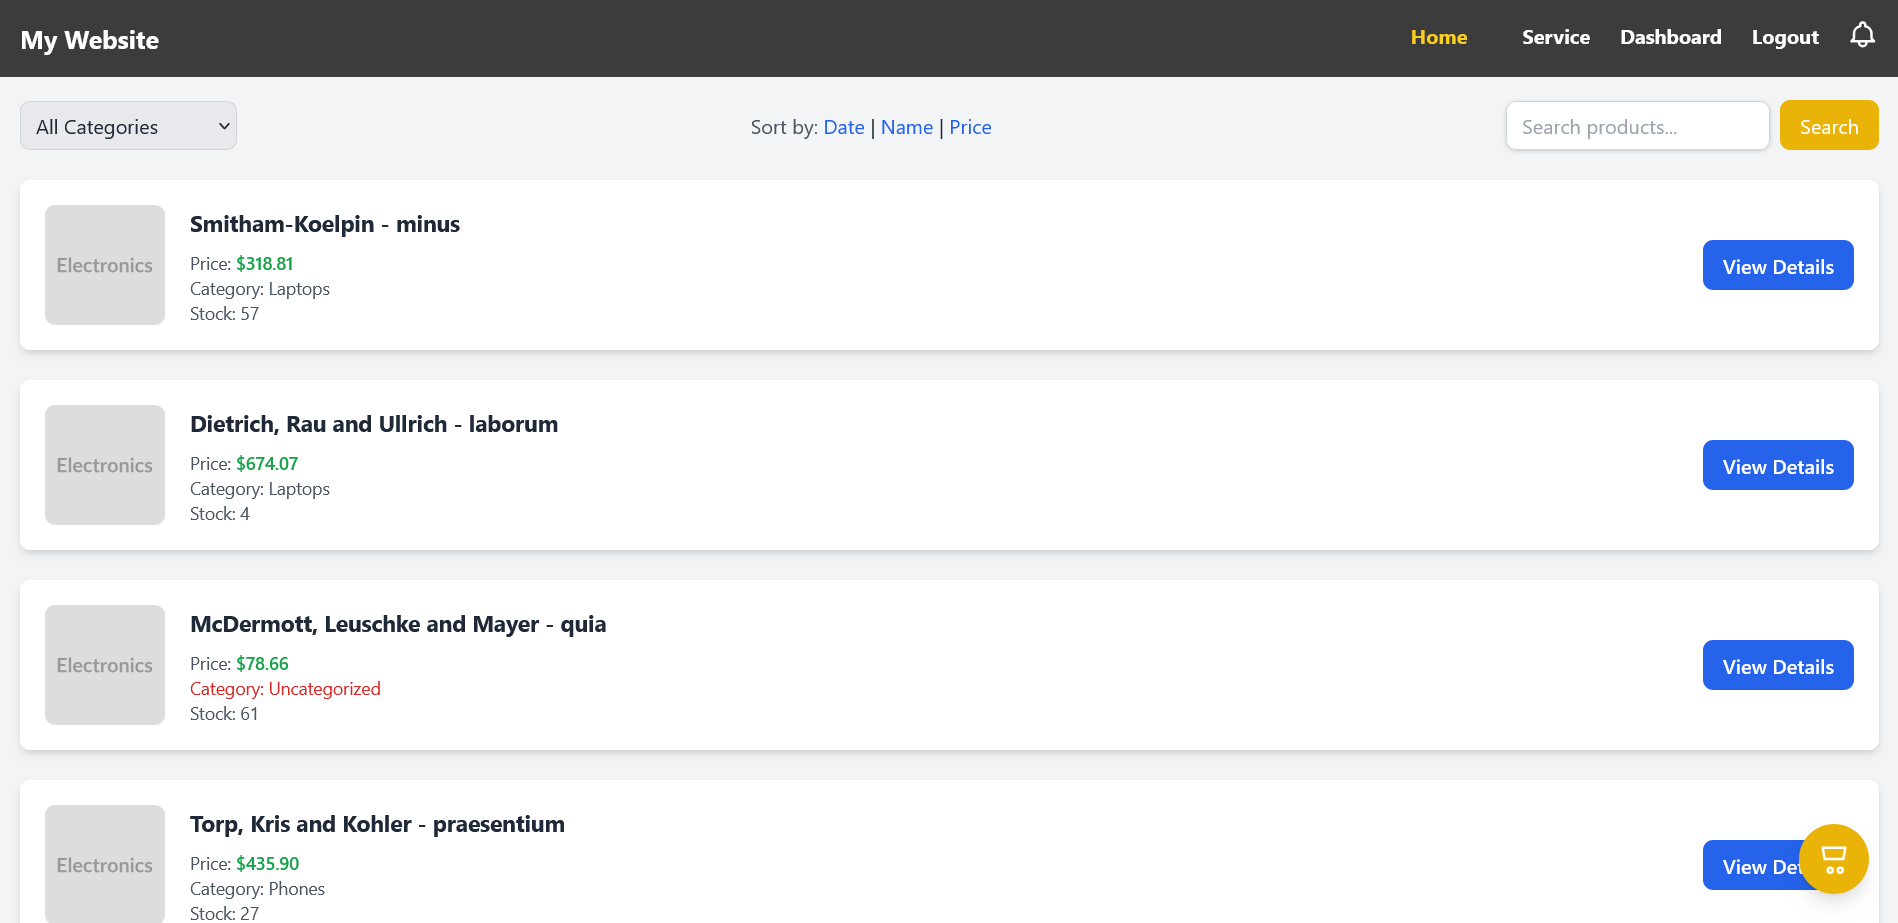 My Website
Home Service Dashboard Logout
All Categories
Sort by: Date | Name | Price
Search products...
Search
Electronics
Smitham-Koelpin - minus
Price: $318.81
Category: Laptops
Stock: 57
View Details
Electronics
Dietrich, Rau and Ullrich - laborum
Price: $674.07
Category: Laptops
Stock: 4
View Details
Electronics
McDermott, Leuschke and Mayer - quia
Price: $78.66
Category: Uncategorized
Stock: 61
View Details
Electronics
Torp, Kris and Kohler - praesentium
Price: $435.90
Category: Phones
Stock: 27
View